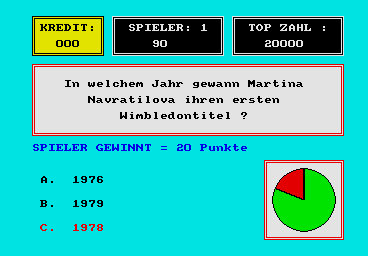 KREDIT:
000
SPIELER: 1
90
TOP ZAHL :
20000
In welchem Jahr gewann Martina
Navratilova ihren ersten
Wimbledontitel ?
SPIELER GEWINNT = 20 Punkte
A. 1976
B. 1979
C. 1978